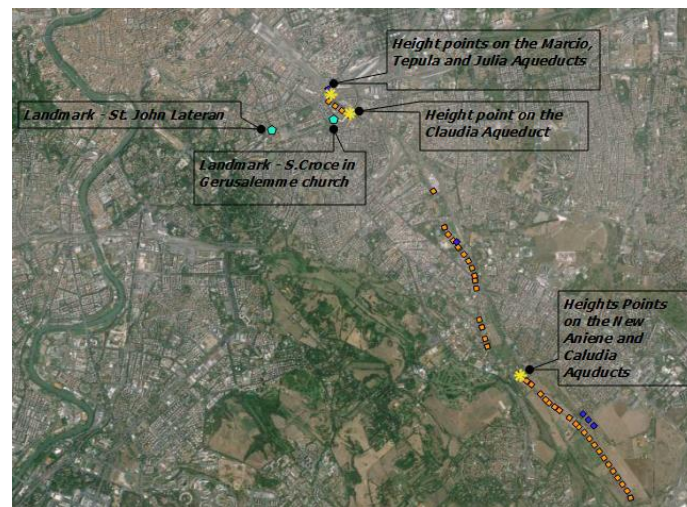 Height points on the Marcio,
Tepula and Julia Aqueducts
Landmark - St. John Lateran
Height point on the
Claudia Aqueduct
Landmark - S.Croce in
Gerusalemme church
Heights Points
on the New
Aniene and
Caludia
Aquducts